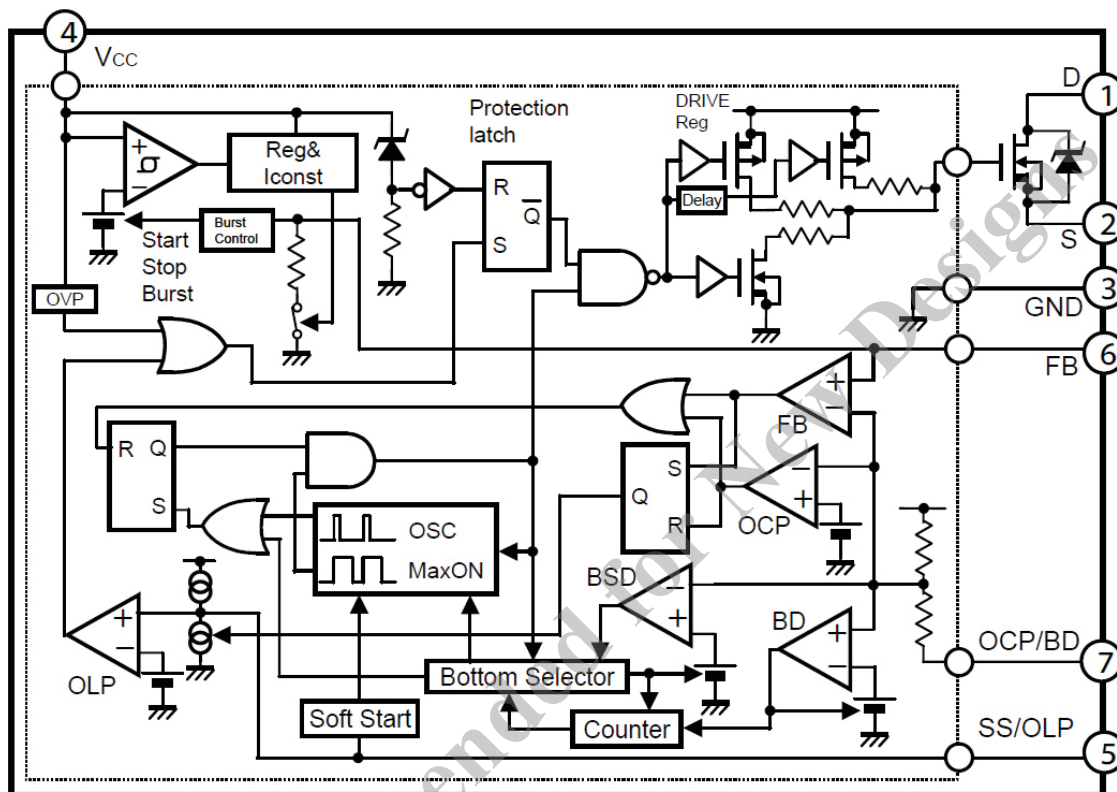 4
VCC
D
1
Protection
latch
DRIVE
Reg
+
−
Reg&
Iconst
R
Q
S
Delay
Burst
Control
Start
Stop
Burst
S
2
OVP
GND
3
FB
6
+
−
FB
R
Q
S
S
Q
R
−
+
OCP
OSC
MaxON
BSD
−
+
BD
+
−
OCP/BD
7
+
−
OLP
Bottom Selector
Soft Start
Counter
SS/OLP
5
ended for New Designs